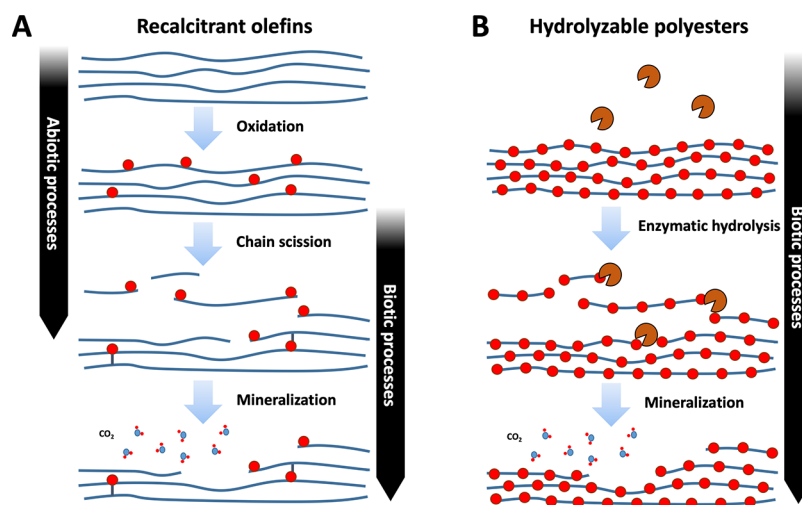 A
Recalcitrant olefins
Abiotic processes
Oxidation
Chain scission
Biotic processes
Mineralization
CO₂
B
Hydrolyzable polyesters
Enzymatic hydrolysis
Biotic processes
Mineralization
CO₂